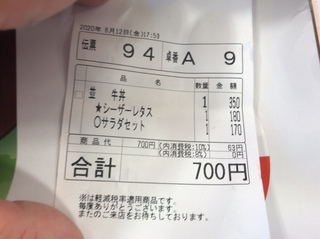 2020年 6月12日(金)17:53
伝票 94 卓番 A 9
品名 数量 金額
並 牛丼 1 350
★シーザーレタス 1 180
○サラダセット 1 170
品代 700円 (内消費税:10% 63円
(内消費税:8%) 0円
合計 700円
※は軽減税率適用商品です。
毎度ありがとうございます。
またのご来店をお待ちしております。